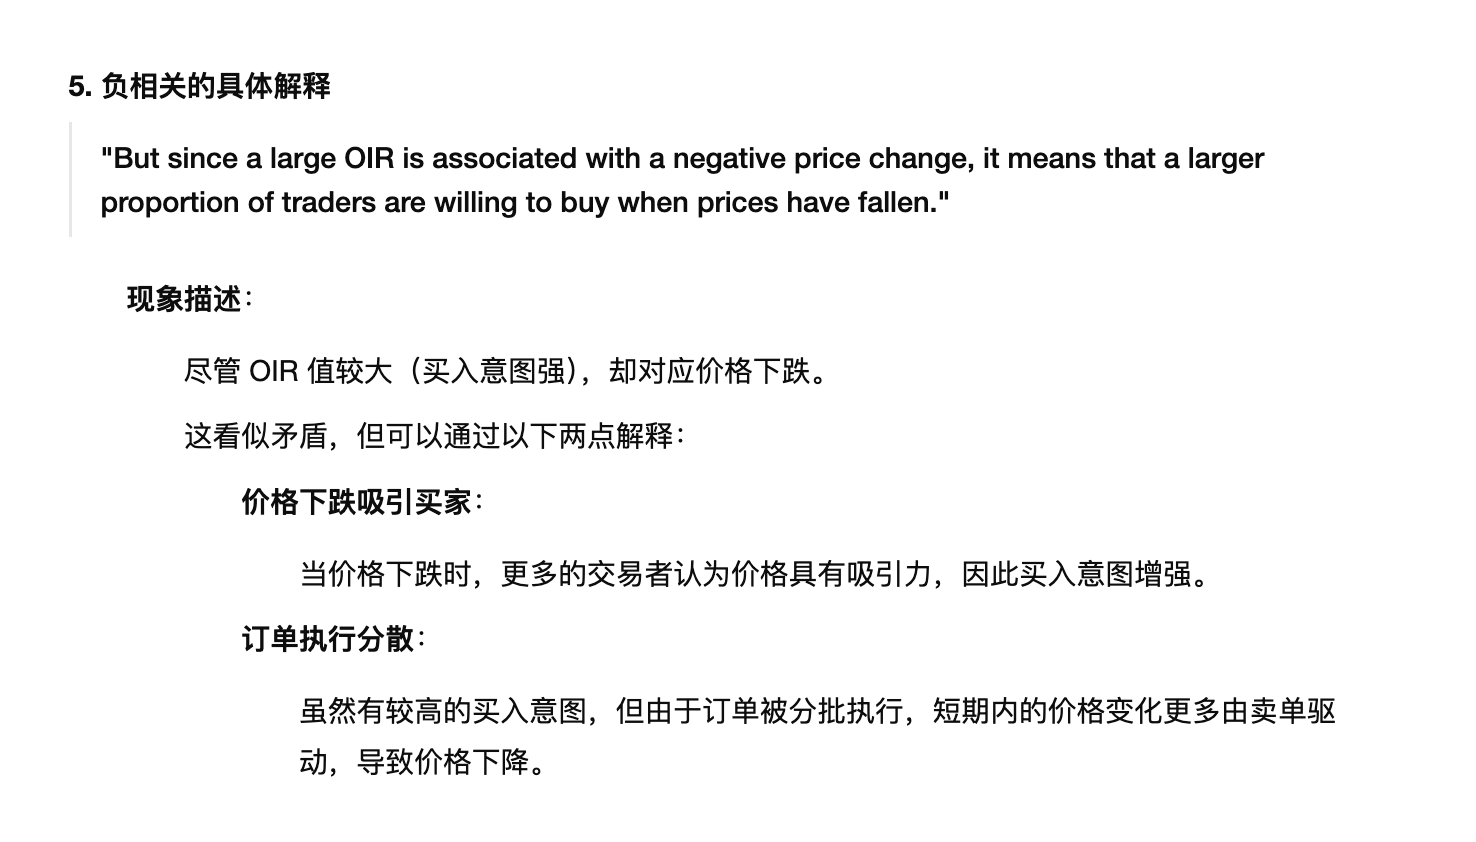 5. 负相关的具体解释
"But since a large OIR is associated with a negative price change, it means that a larger
proportion of traders are willing to buy when prices have fallen."
现象描述：
尽管 OIR 值较大（买入意图强），却对应价格下跌。
这看似矛盾，但可以通过以下两点解释：
价格下跌吸引买家：
当价格下跌时，更多的交易者认为价格具有吸引力，因此买入意图增强。
订单执行分散：
虽然有较高的买入意图，但由于订单被分批执行，短期内的价格变化更多由卖单驱
动，导致价格下降。